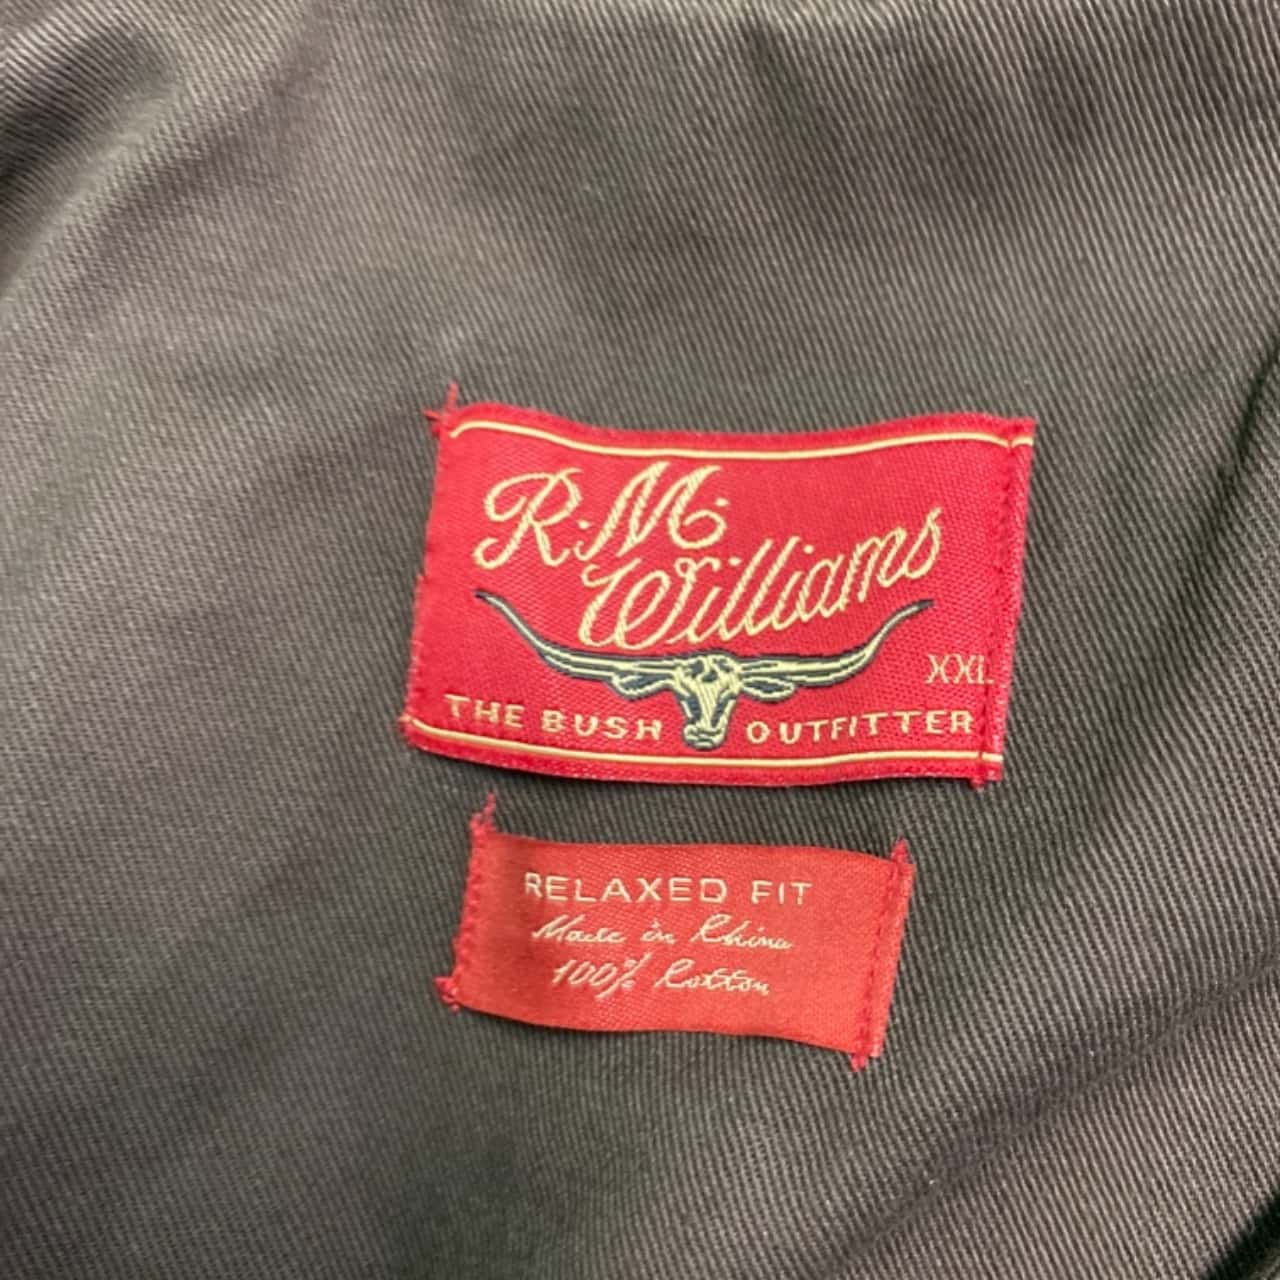 R.M.
Williams
XXL
THE BUSH OUTFITTER
RELAXED FIT
Made in China
100% Cotton